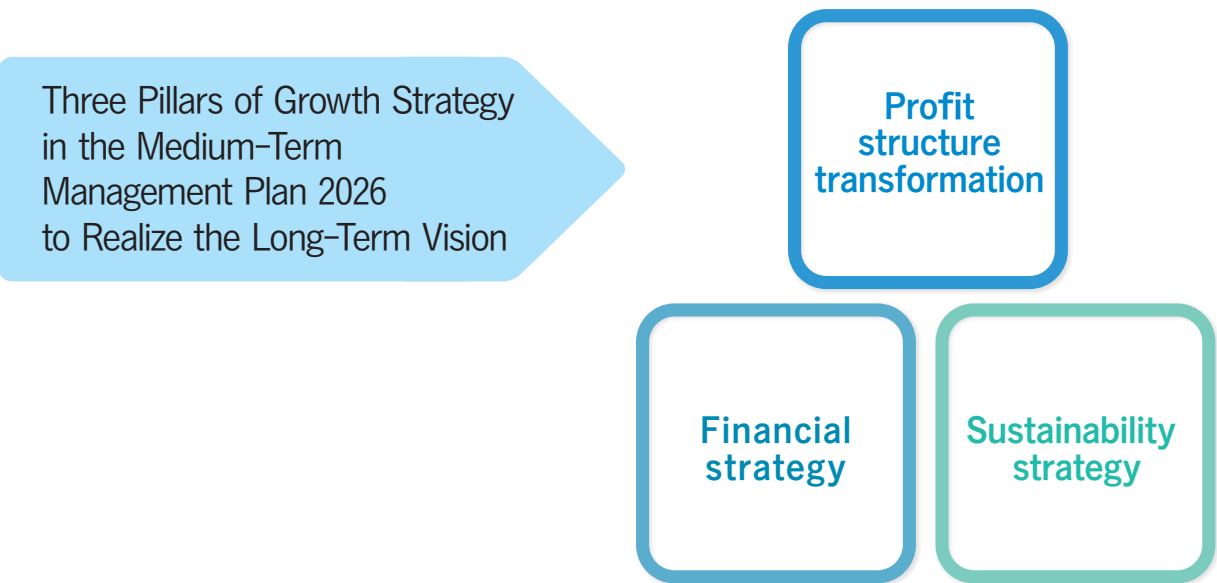 Three Pillars of Growth Strategy
in the Medium-Term
Management Plan 2026
to Realize the Long-Term Vision
Profit
structure
transformation
Financial
strategy
Sustainability
strategy